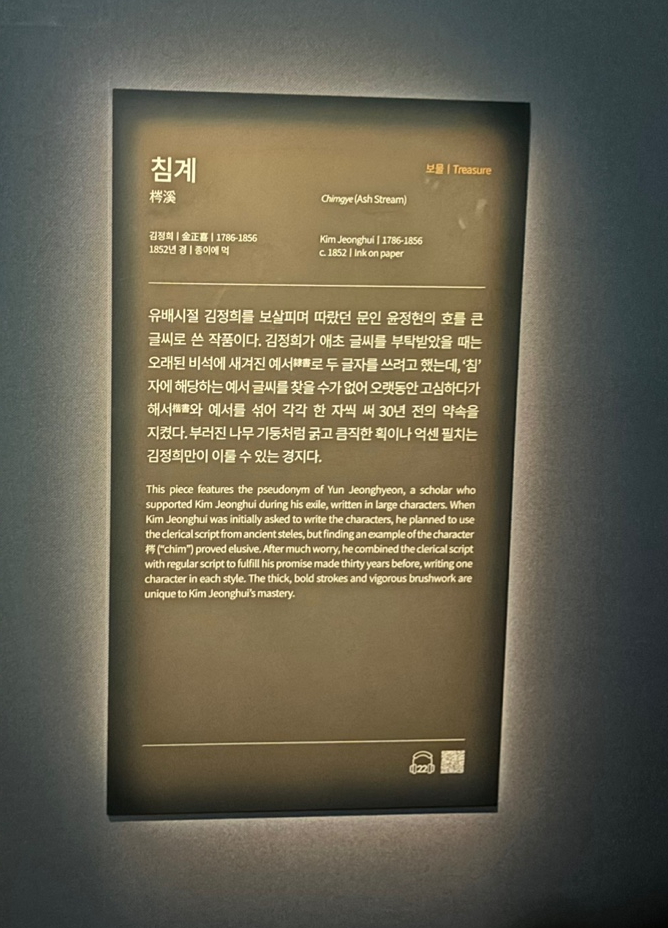 침계
보물 | Treasure
梣溪
Chimgye (Ash Stream)
김정희 | 金正喜 | 1786-1856
1852년 경 | 종이에 먹
Kim Jeonghui | 1786-1856
c. 1852 | Ink on paper
유배시절 김정희를 보살피며 따랐던 문인 윤정현의 호를 큰
글씨로 쓴 작품이다. 김정희가 애초 글씨를 부탁받았을 때는
오래된 비석에 새겨진 예서隸書로 두 글자를 쓰려고 했는데, ‘침’
자에 해당하는 예서 글씨를 찾을 수가 없어 오랫동안 고심하다가
해서楷書와 예서를 섞어 각각 한 자씩 써 30년 전의 약속을
지켰다. 부러진 나무 기둥처럼 굵고 큼직한 획이나 억센 필치는
김정희만이 이룰 수 있는 경지다.
This piece features the pseudonym of Yun Jeonghyeon, a scholar who
supported Kim Jeonghui during his exile, written in large characters. When
Kim Jeonghui was initially asked to write the characters, he planned to use
the clerical script from ancient steles, but finding an example of the character
梣 (“chim”) proved elusive. After much worry, he combined the clerical script
with regular script to fulfill his promise made thirty years before, writing one
character in each style. The thick, bold strokes and vigorous brushwork are
unique to Kim Jeonghui’s mastery.
22